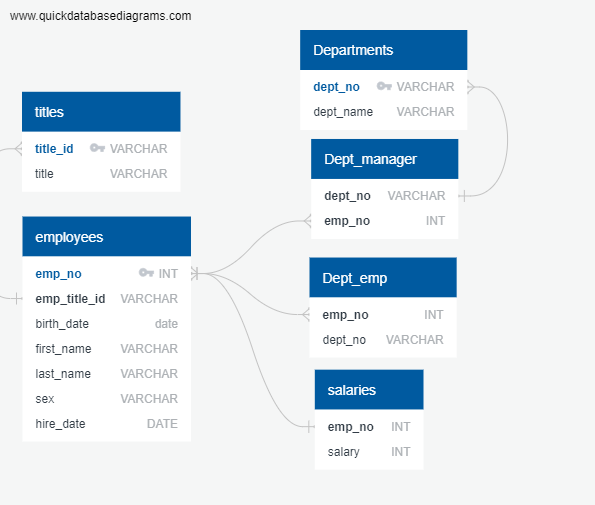 www.quickdatabasediagrams.com
titles
title_id VARCHAR
title VARCHAR
employees
emp_no INT
emp_title_id VARCHAR
birth_date date
first_name VARCHAR
last_name VARCHAR
sex VARCHAR
hire_date DATE
Departments
dept_no VARCHAR
dept_name VARCHAR
Dept_manager
dept_no VARCHAR
emp_no INT
Dept_emp
emp_no INT
dept_no VARCHAR
salaries
emp_no INT
salary INT